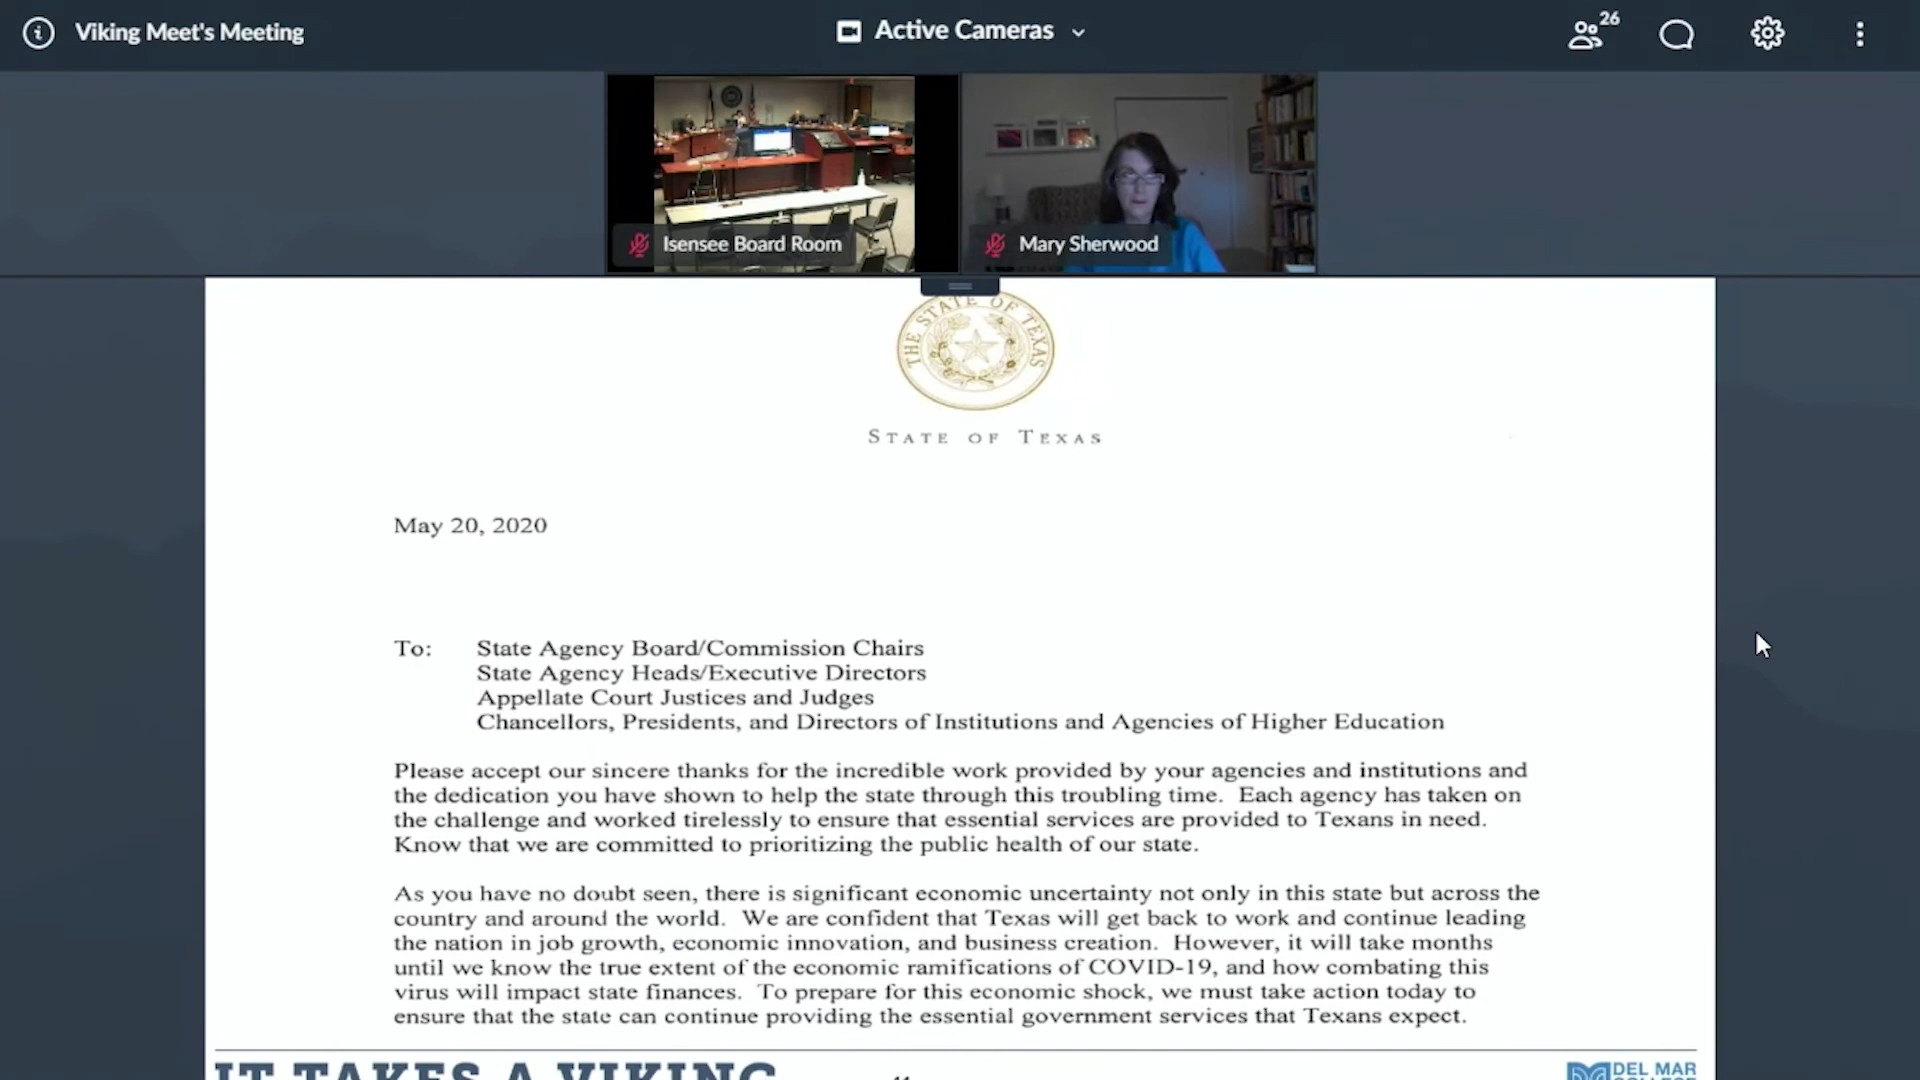 Viking Meet's Meeting
Active Cameras
26
Isensee Board Room
Mary Sherwood
THE STATE OF TEXAS
STATE OF TEXAS
May 20, 2020
To: State Agency Board/Commission Chairs
State Agency Heads/Executive Directors
Appellate Court Justices and Judges
Chancellors, Presidents, and Directors of Institutions and Agencies of Higher Education
Please accept our sincere thanks for the incredible work provided by your agencies and institutions and
the dedication you have shown to help the state through this troubling time. Each agency has taken on
the challenge and worked tirelessly to ensure that essential services are provided to Texans in need.
Know that we are committed to prioritizing the public health of our state.
As you have no doubt seen, there is significant economic uncertainty not only in this state but across the
country and around the world. We are confident that Texas will get back to work and continue leading
the nation in job growth, economic innovation, and business creation. However, it will take months
until we know the true extent of the economic ramifications of COVID-19, and how combating this
virus will impact state finances. To prepare for this economic shock, we must take action today to
ensure that the state can continue providing the essential government services that Texans expect.
IT TAKES A VIKING
DEL MAR
COLLEGE